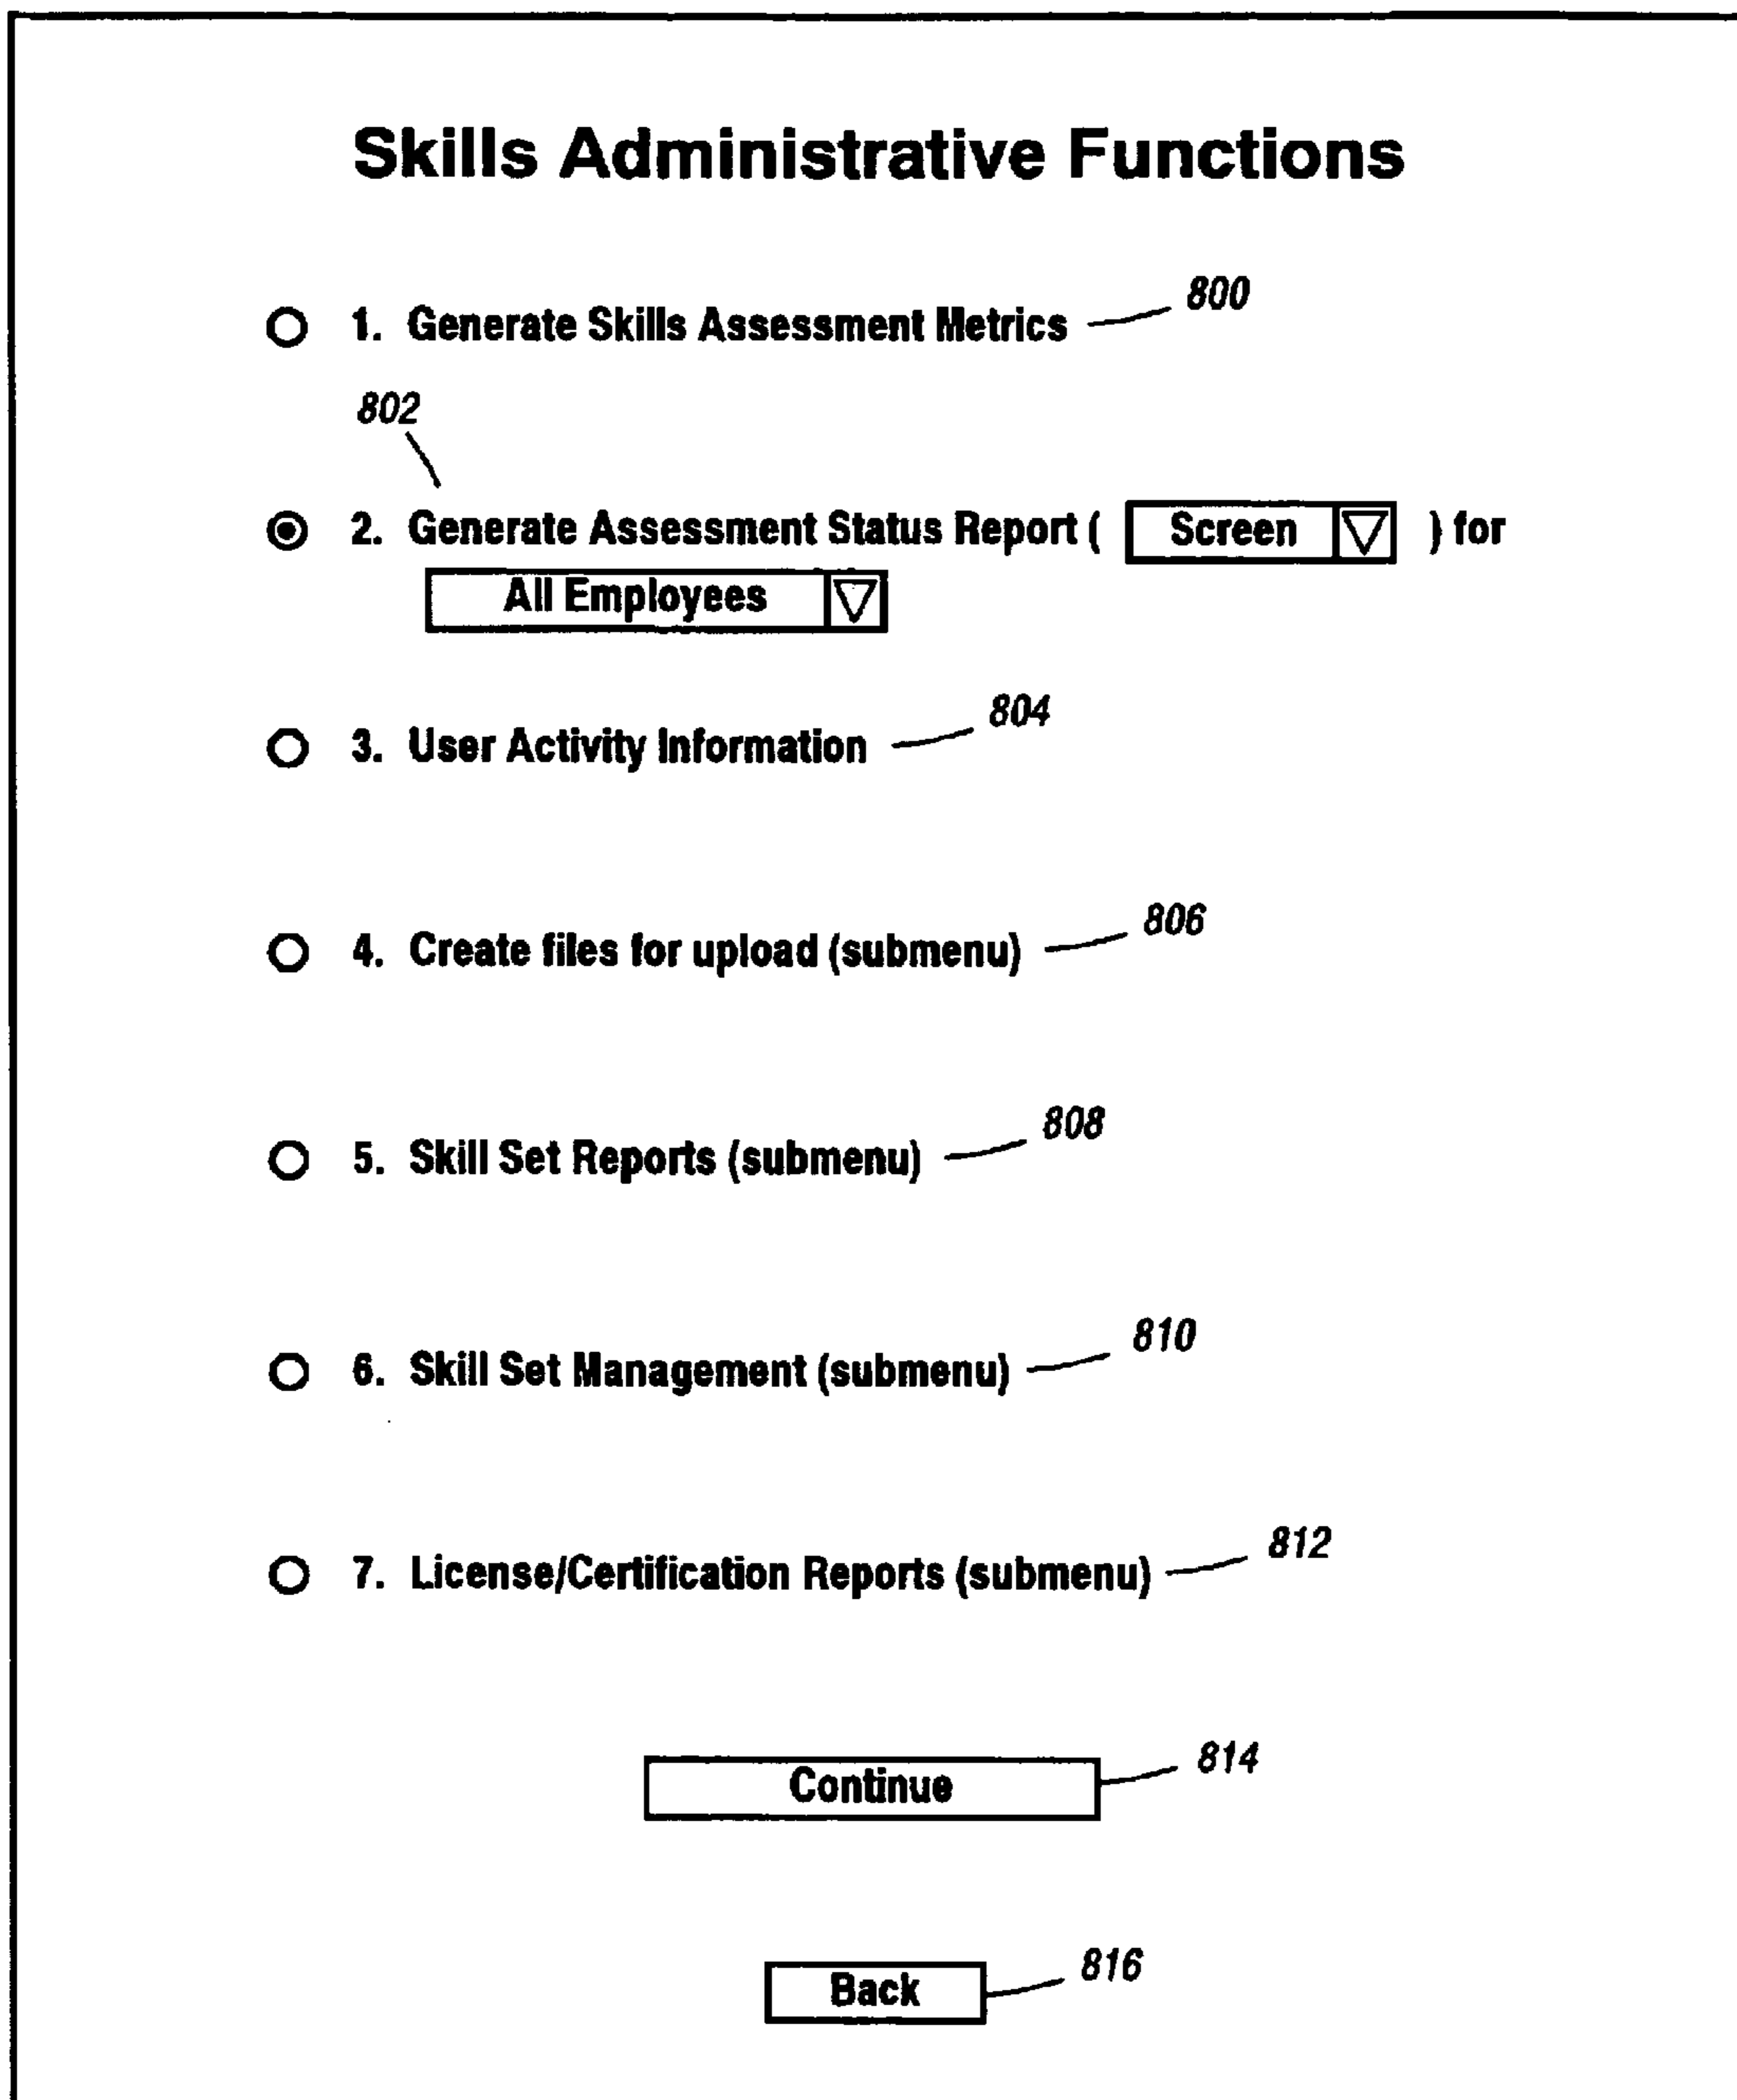 Skills Administrative Functions
1. Generate Skills Assessment Metrics 800
802
2. Generate Assessment Status Report ( Screen ) for
All Employees
3. User Activity Information 804
4. Create files for upload (submenu) 806
5. Skill Set Reports (submenu) 808
6. Skill Set Management (submenu) 810
7. License/Certification Reports (submenu) 812
Continue 814
Back 816